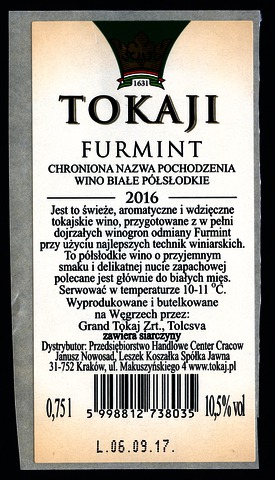 1631
TOKAJI
FURMINT
CHRONIONA NAZWA POCHODZENIA
WINO BIAŁE PÓŁSŁODKIE
2016
Jest to świeże, aromatyczne i wdzięczne
tokajskie wino, przygotowane z w pełni
dojrzałych winogron odmiany Furmint
przy użyciu najlepszych technik winiarskich.
To półsłodkie wino o przyjemnym
smaku i delikatnej nucie zapachowej
polecane jest głównie do białych mięs.
Serwować w temperaturze 10-11 °C.
Wyprodukowane i butelkowane
na Węgrzech przez:
Grand Tokaj Zrt., Tolcsva
zawiera siarczyny
Dystrybutor: Przedsiębiorstwo Handlowe Center Cracow
Janusz Nowosad, Leszek Koszałka Spółka Jawna
31-752 Kraków, ul. Makuszyńskiego 4 www.tokaj.pl
0,75 l
5 998812 738035
10,5% vol
L.06.09.17.